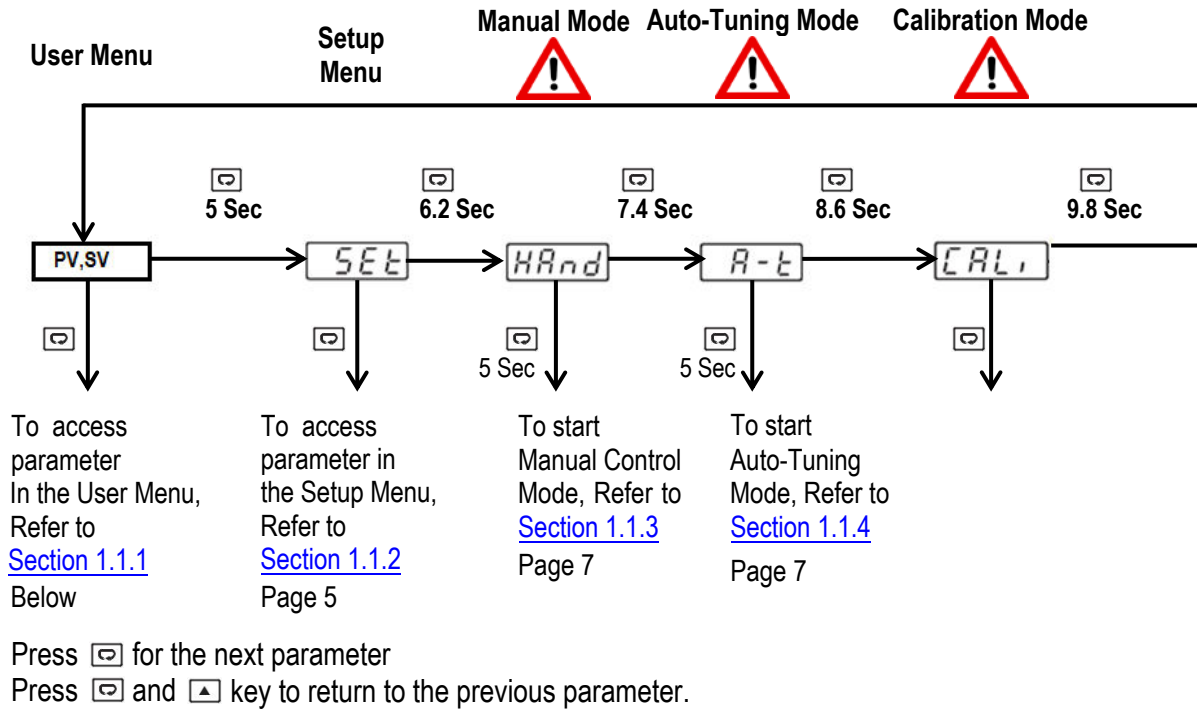 User Menu
Setup
Menu
Manual Mode
Auto-Tuning Mode
Calibration Mode
5 Sec
6.2 Sec
7.4 Sec
8.6 Sec
9.8 Sec
PV,SV
SEt
HAnd
A-t
CALi
5 Sec
5 Sec
To access
parameter
In the User Menu,
Refer to
Section 1.1.1
Below
To access
parameter in
the Setup Menu,
Refer to
Section 1.1.2
Page 5
To start
Manual Control
Mode, Refer to
Section 1.1.3
Page 7
To start
Auto-Tuning
Mode, Refer to
Section 1.1.4
Page 7
Press for the next parameter
Press and key to return to the previous parameter.